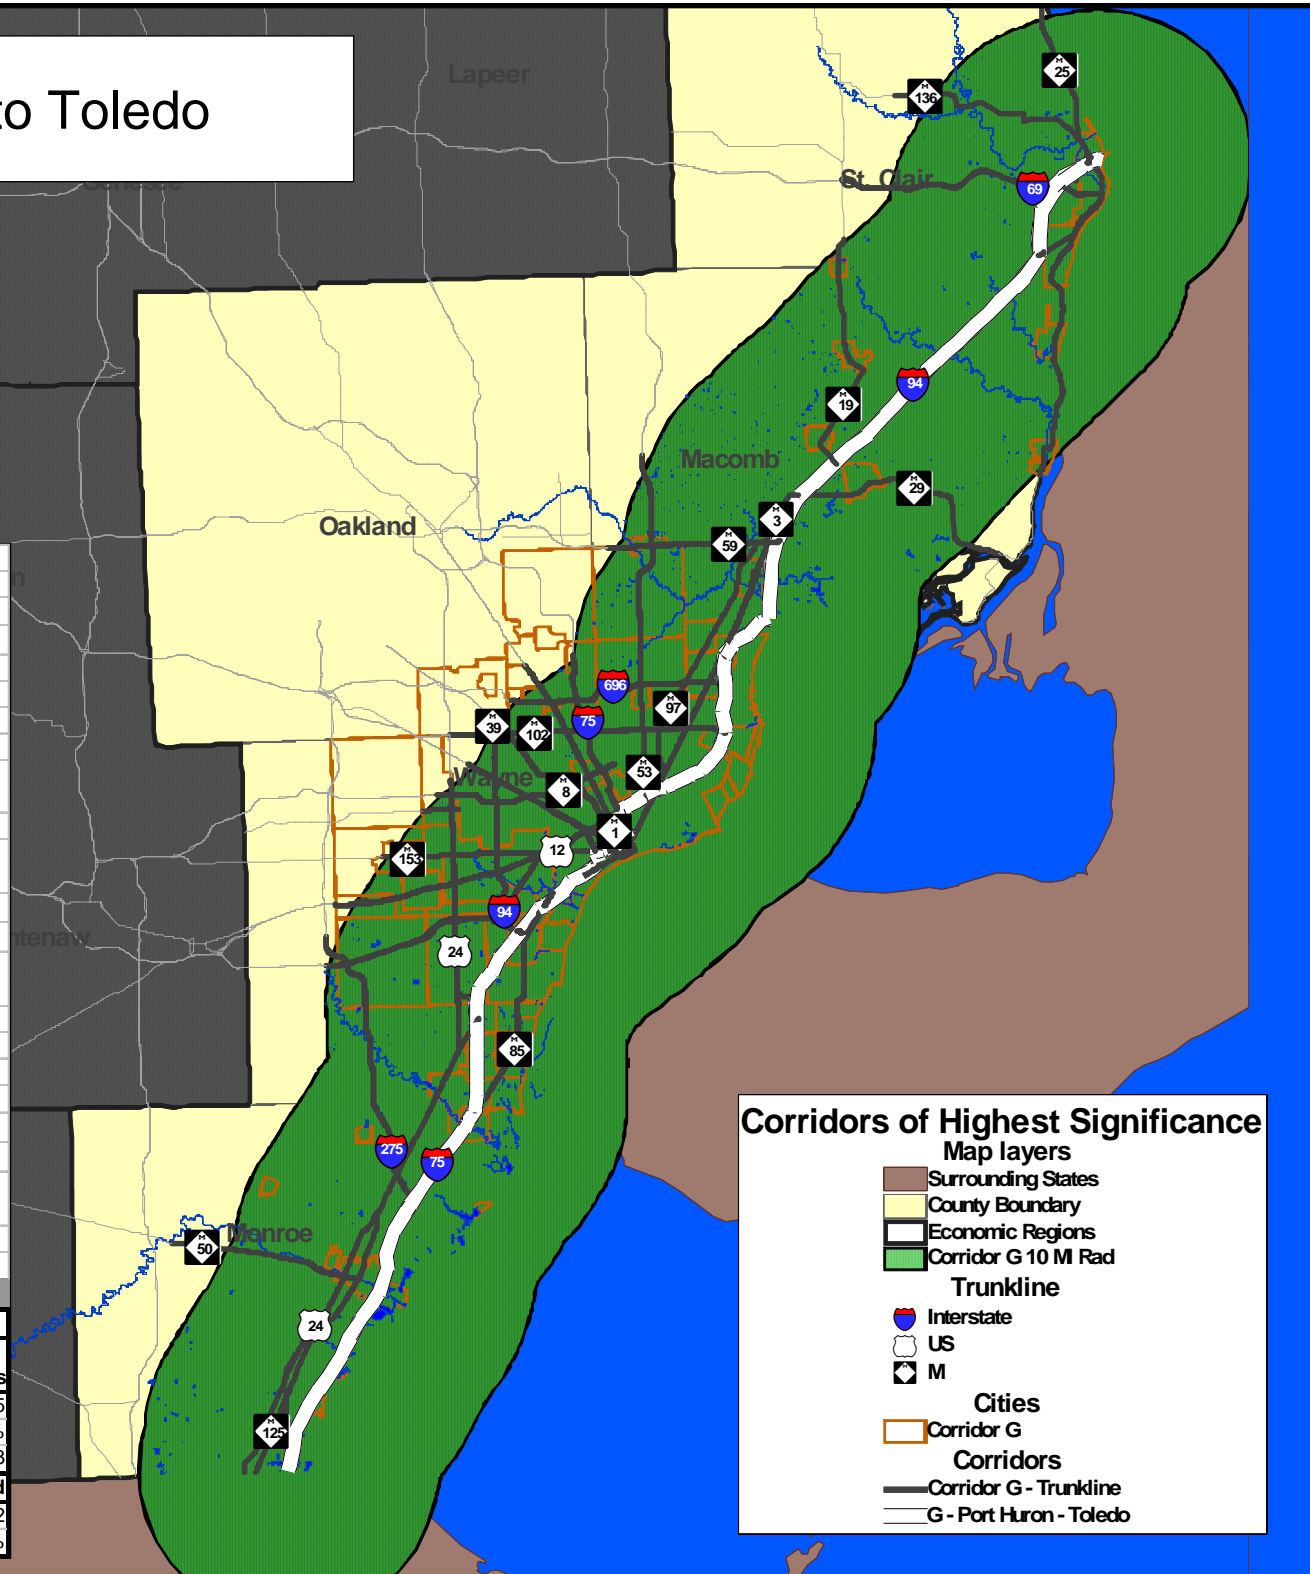 to Toledo
Lapeer
Genesee
M 25
M 136
St. Clair
69
94
M 19
Macomb
M 29
Oakland
M 3
M 59
696
M 97
75
M 39
M 102
M 53
Wayne
M 8
M 1
12
M 153
94
ntenaw
24
M 85
275
75
Monroe
M 50
24
M 125
Corridors of Highest Significance
Map layers
Surrounding States
County Boundary
Economic Regions
Corridor G 10 MI Rad
Trunkline
Interstate
US
M
Cities
Corridor G
Corridors
Corridor G - Trunkline
G - Port Huron - Toledo